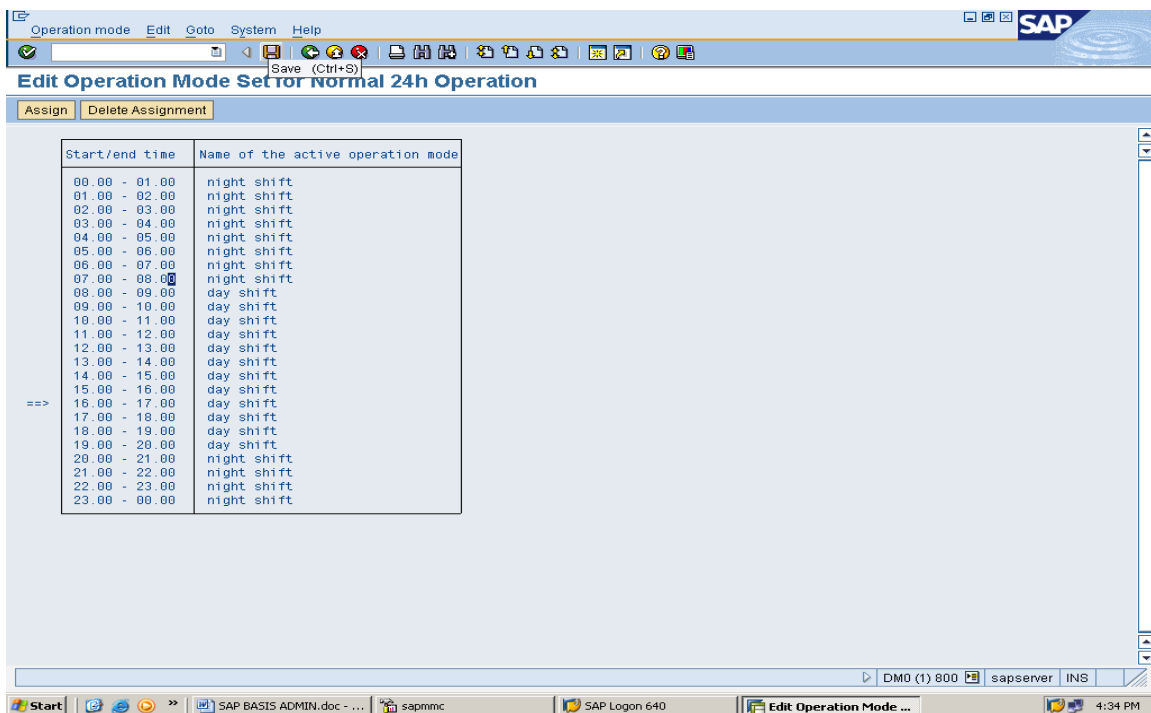 Operation mode Edit Goto System Help
SAP
Save (Ctrl+S)
Edit Operation Mode Set for Normal 24h Operation
Assign Delete Assignment
Start/end time Name of the active operation mode
00.00 - 01.00 night shift
01.00 - 02.00 night shift
02.00 - 03.00 night shift
03.00 - 04.00 night shift
04.00 - 05.00 night shift
05.00 - 06.00 night shift
06.00 - 07.00 night shift
07.00 - 08.00 night shift
08.00 - 09.00 day shift
09.00 - 10.00 day shift
10.00 - 11.00 day shift
11.00 - 12.00 day shift
12.00 - 13.00 day shift
13.00 - 14.00 day shift
14.00 - 15.00 day shift
15.00 - 16.00 day shift
==> 16.00 - 17.00 day shift
17.00 - 18.00 day shift
18.00 - 19.00 day shift
19.00 - 20.00 day shift
20.00 - 21.00 night shift
21.00 - 22.00 night shift
22.00 - 23.00 night shift
23.00 - 00.00 night shift
DM0 (1) 800 sapserver INS
Start » SAP BASIS ADMIN.doc - ... sapmmc SAP Logon 640 Edit Operation Mode ... 4:34 PM